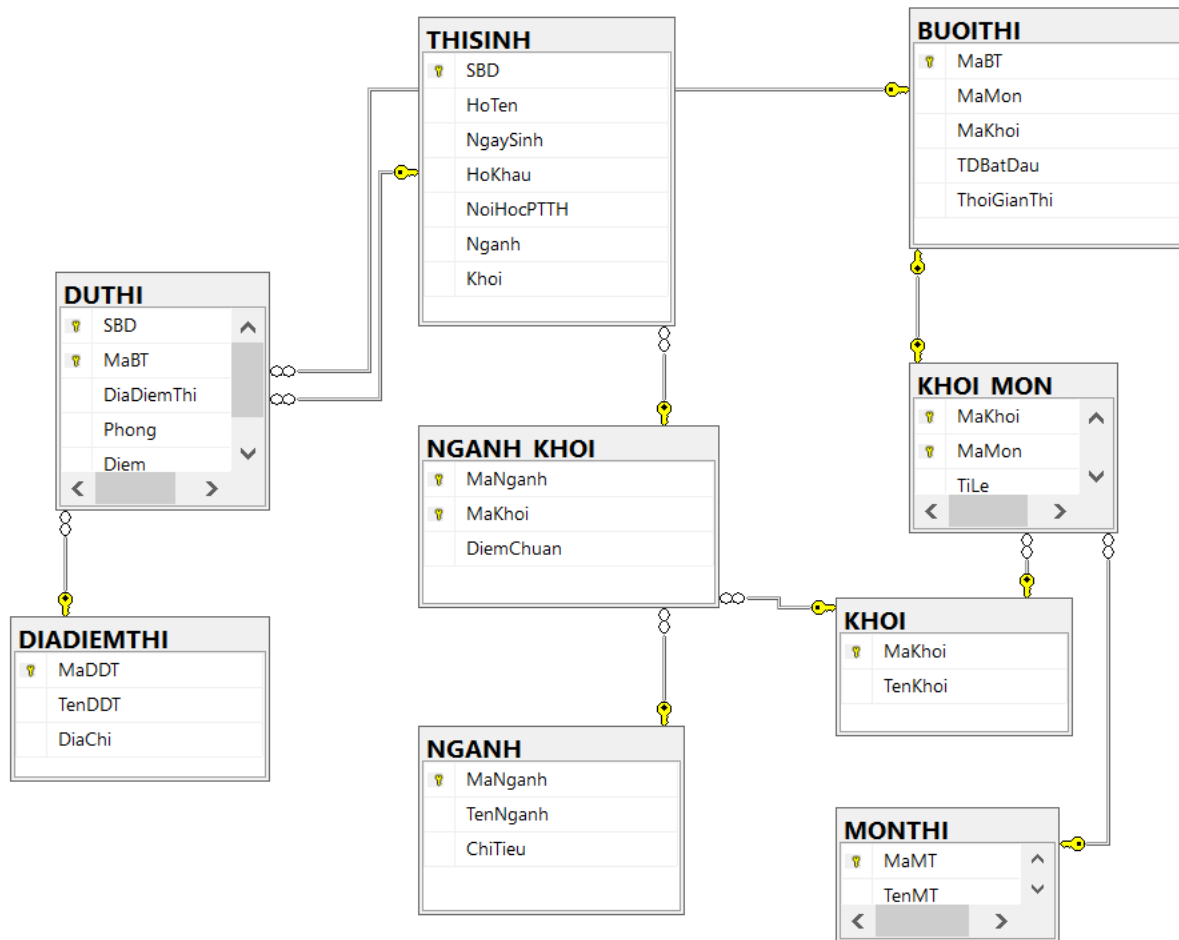 THISINH
SBD
HoTen
NgaySinh
HoKhau
NoiHocPTTH
Nganh
Khoi
BUOITHI
MaBT
MaMon
MaKhoi
TDBatDau
ThoiGianThi
DUTHI
SBD
MaBT
DiaDiemThi
Phong
Diem
KHOI_MON
MaKhoi
MaMon
TiLe
NGANH_KHOI
MaNganh
MaKhoi
DiemChuan
DIADIEMTHI
MaDDT
TenDDT
DiaChi
KHOI
MaKhoi
TenKhoi
NGANH
MaNganh
TenNganh
ChiTieu
MONTHI
MaMT
TenMT